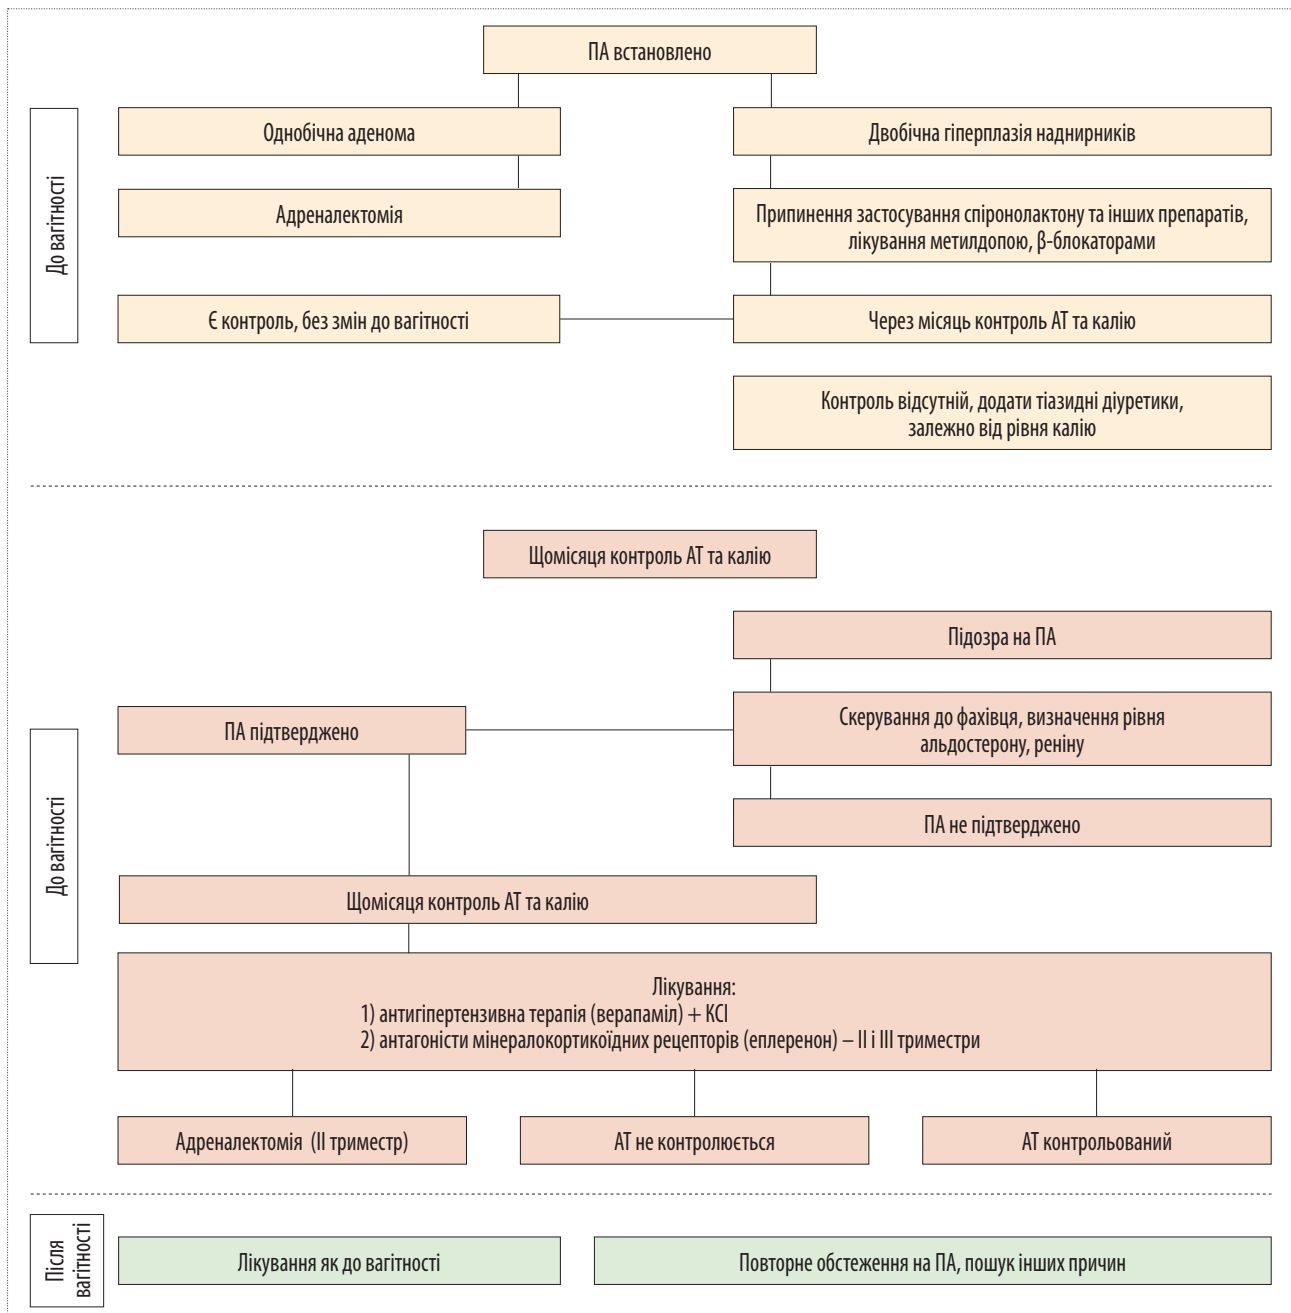 ПА встановлено
До вагітності
Однобічна аденома
Двобічна гіперплазія наднирників
Адреналектомія
Припинення застосування спіронолактону та інших препаратів,
лікування метилдопою, β-блокаторами
Є контроль, без змін до вагітності
Через місяць контроль АТ та калію
Контроль відсутній, додати тіазидні діуретики,
залежно від рівня калію
Щомісяця контроль АТ та калію
До вагітності
Підозра на ПА
ПА підтверджено
Скерування до фахівця, визначення рівня
альдостерону, реніну
ПА не підтверджено
Щомісяця контроль АТ та калію
Лікування:
1) антигіпертензивна терапія (верапаміл) + КСІ
2) антагоністи мінералокортикоїдних рецепторів (еплеренон) – ІІ і ІІІ триместри
Адреналектомія (ІІ триместр)
АТ не контролюється
АТ контрольований
Після
вагітності
Лікування як до вагітності
Повторне обстеження на ПА, пошук інших причин